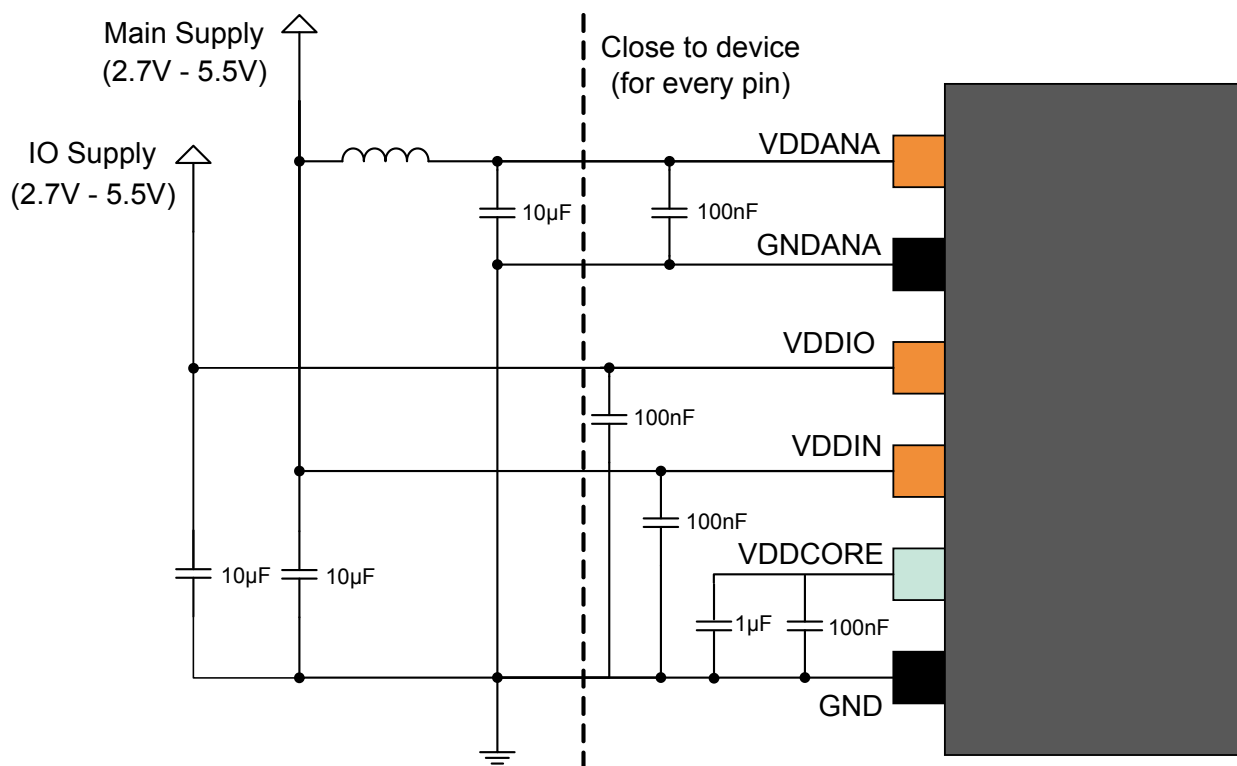 Main Supply
(2.7V - 5.5V)
Close to device
(for every pin)
IO Supply
(2.7V - 5.5V)
VDDANA
10µF
100nF
GNDANA
VDDIO
100nF
VDDIN
100nF
VDDCORE
10µF
10µF
1µF
100nF
GND